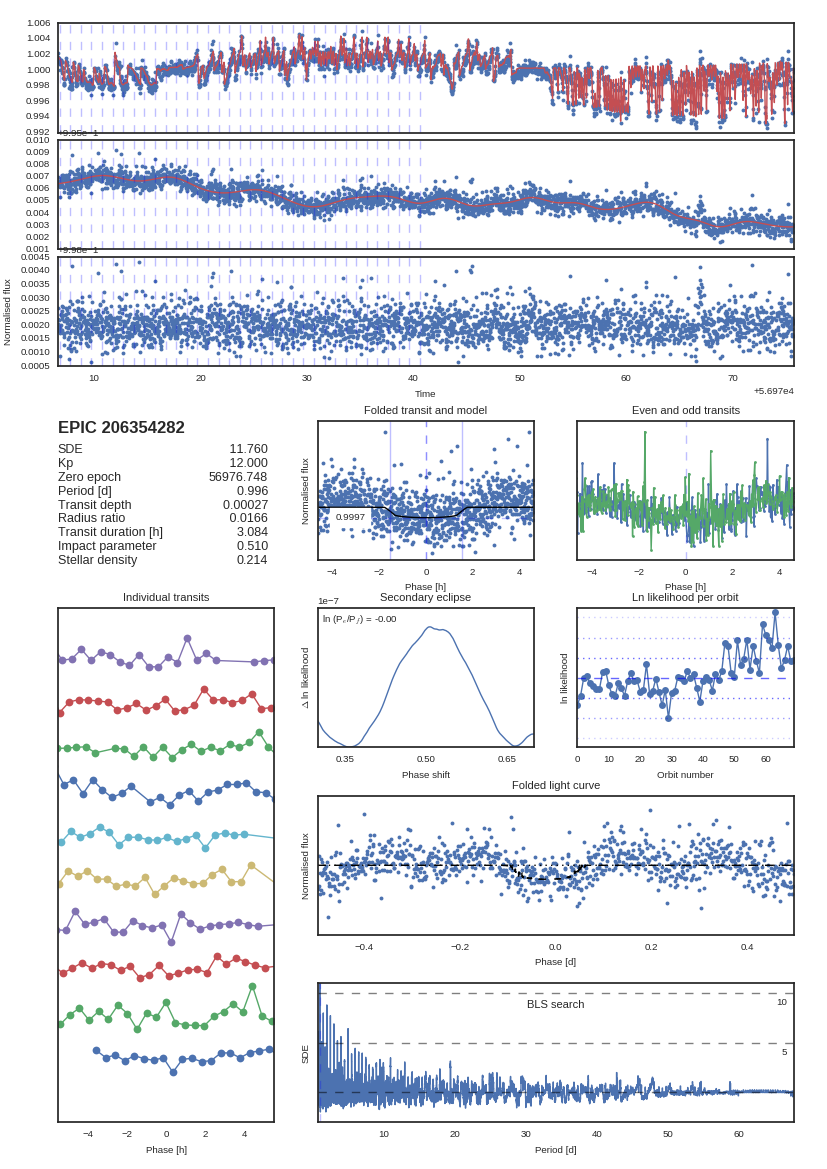 1.006
1.004
1.002
1.000
0.998
0.996
0.994
0.992
+9.95e−1
0.010
0.009
0.008
0.007
0.006
0.005
0.004
0.003
0.002
0.001
+9.98e−1
0.0045
0.0040
0.0035
0.0030
0.0025
0.0020
0.0015
0.0010
0.0005
Normalised flux
10 20 30 40 50 60 70
Time
+5.697e4
EPIC 206354282
SDE 11.760
Kp 12.000
Zero epoch 56976.748
Period [d] 0.996
Transit depth 0.00027
Radius ratio 0.0166
Transit duration [h] 3.084
Impact parameter 0.510
Stellar density 0.214
Folded transit and model
Normalised flux
0.9997
−4 −2 0 2 4
Phase [h]
Even and odd transits
−4 −2 0 2 4
Phase [h]
Individual transits
−4 −2 0 2 4
Phase [h]
Secondary eclipse
1e−7
ln (Pₑ/P𝑓) = -0.00
Δ ln likelihood
0.35 0.50 0.65
Phase shift
Ln likelihood per orbit
ln likelihood
0 10 20 30 40 50 60
Orbit number
Folded light curve
Normalised flux
−0.4 −0.2 0.0 0.2 0.4
Phase [d]
BLS search
10
5
SDE
10 20 30 40 50 60
Period [d]